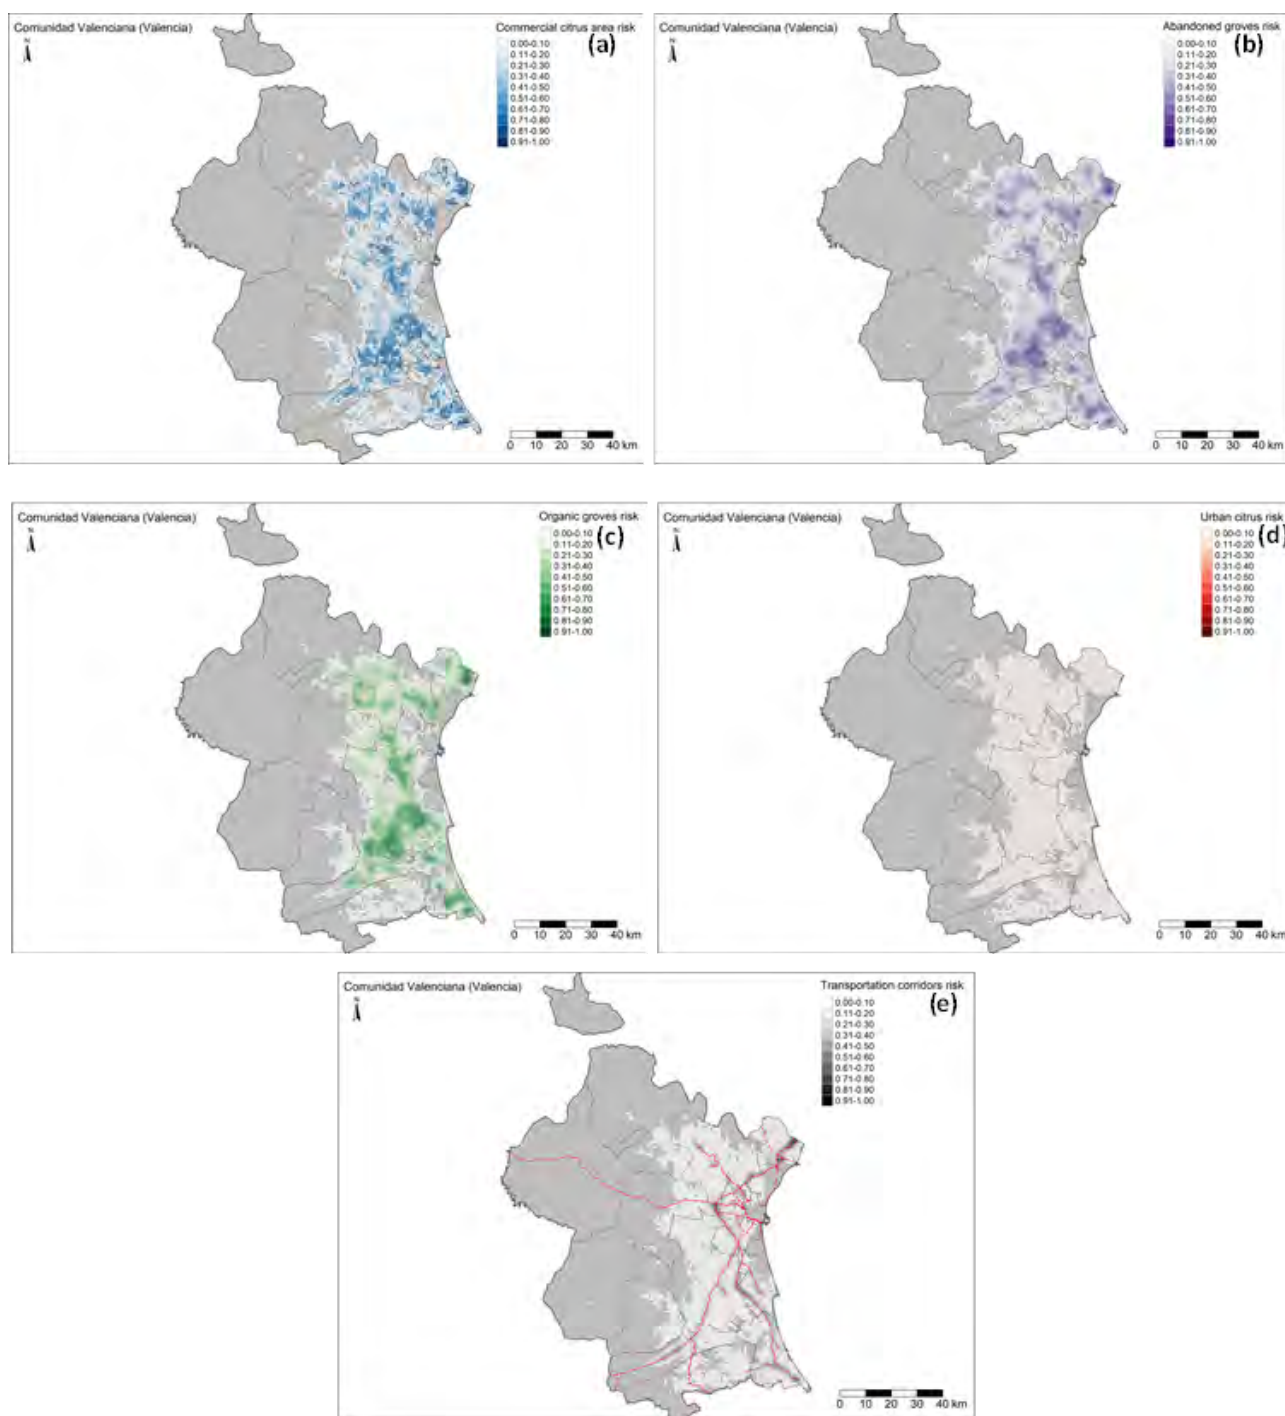 Comunidad Valenciana (Valencia)
N
Commercial citrus area risk
(a)
0.00-0.10
0.11-0.20
0.21-0.30
0.31-0.40
0.41-0.50
0.51-0.60
0.61-0.70
0.71-0.80
0.81-0.90
0.91-1.00
0 10 20 30 40 km
Comunidad Valenciana (Valencia)
N
Abandoned groves risk
(b)
0.00-0.10
0.11-0.20
0.21-0.30
0.31-0.40
0.41-0.50
0.51-0.60
0.61-0.70
0.71-0.80
0.81-0.90
0.91-1.00
0 10 20 30 40 km
Comunidad Valenciana (Valencia)
N
Organic groves risk
(c)
0.00-0.10
0.11-0.20
0.21-0.30
0.31-0.40
0.41-0.50
0.51-0.60
0.61-0.70
0.71-0.80
0.81-0.90
0.91-1.00
0 10 20 30 40 km
Comunidad Valenciana (Valencia)
N
Urban citrus risk
(d)
0.00-0.10
0.11-0.20
0.21-0.30
0.31-0.40
0.41-0.50
0.51-0.60
0.61-0.70
0.71-0.80
0.81-0.90
0.91-1.00
0 10 20 30 40 km
Comunidad Valenciana (Valencia)
N
Transportation corridors risk
(e)
0.00-0.10
0.11-0.20
0.21-0.30
0.31-0.40
0.41-0.50
0.51-0.60
0.61-0.70
0.71-0.80
0.81-0.90
0.91-1.00
0 10 20 30 40 km